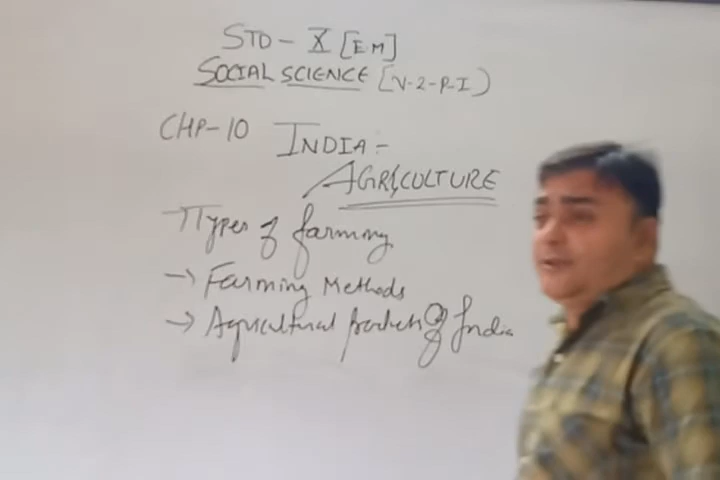 STD - X [EM]
SOCIAL SCIENCE [V-2-P-I)
CHP-10 INDIA -
AGRICULTURE
Types of farming
→ Farming Methods
→ Agricultural products of India